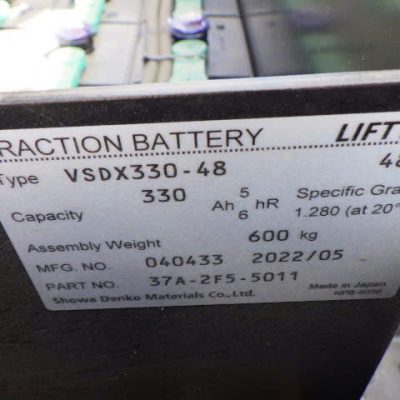 RACTION BATTERY LIFT
Type VSDX330-48 48
Capacity 330 Ah 5 6 hR Specific Gra
1.280 (at 20°
Assembly Weight 600 kg
MFG. NO. 040433 2022/05
PART NO. 37A-2F5-5011
Showa Denko Materials Co., Ltd. Made in Japan